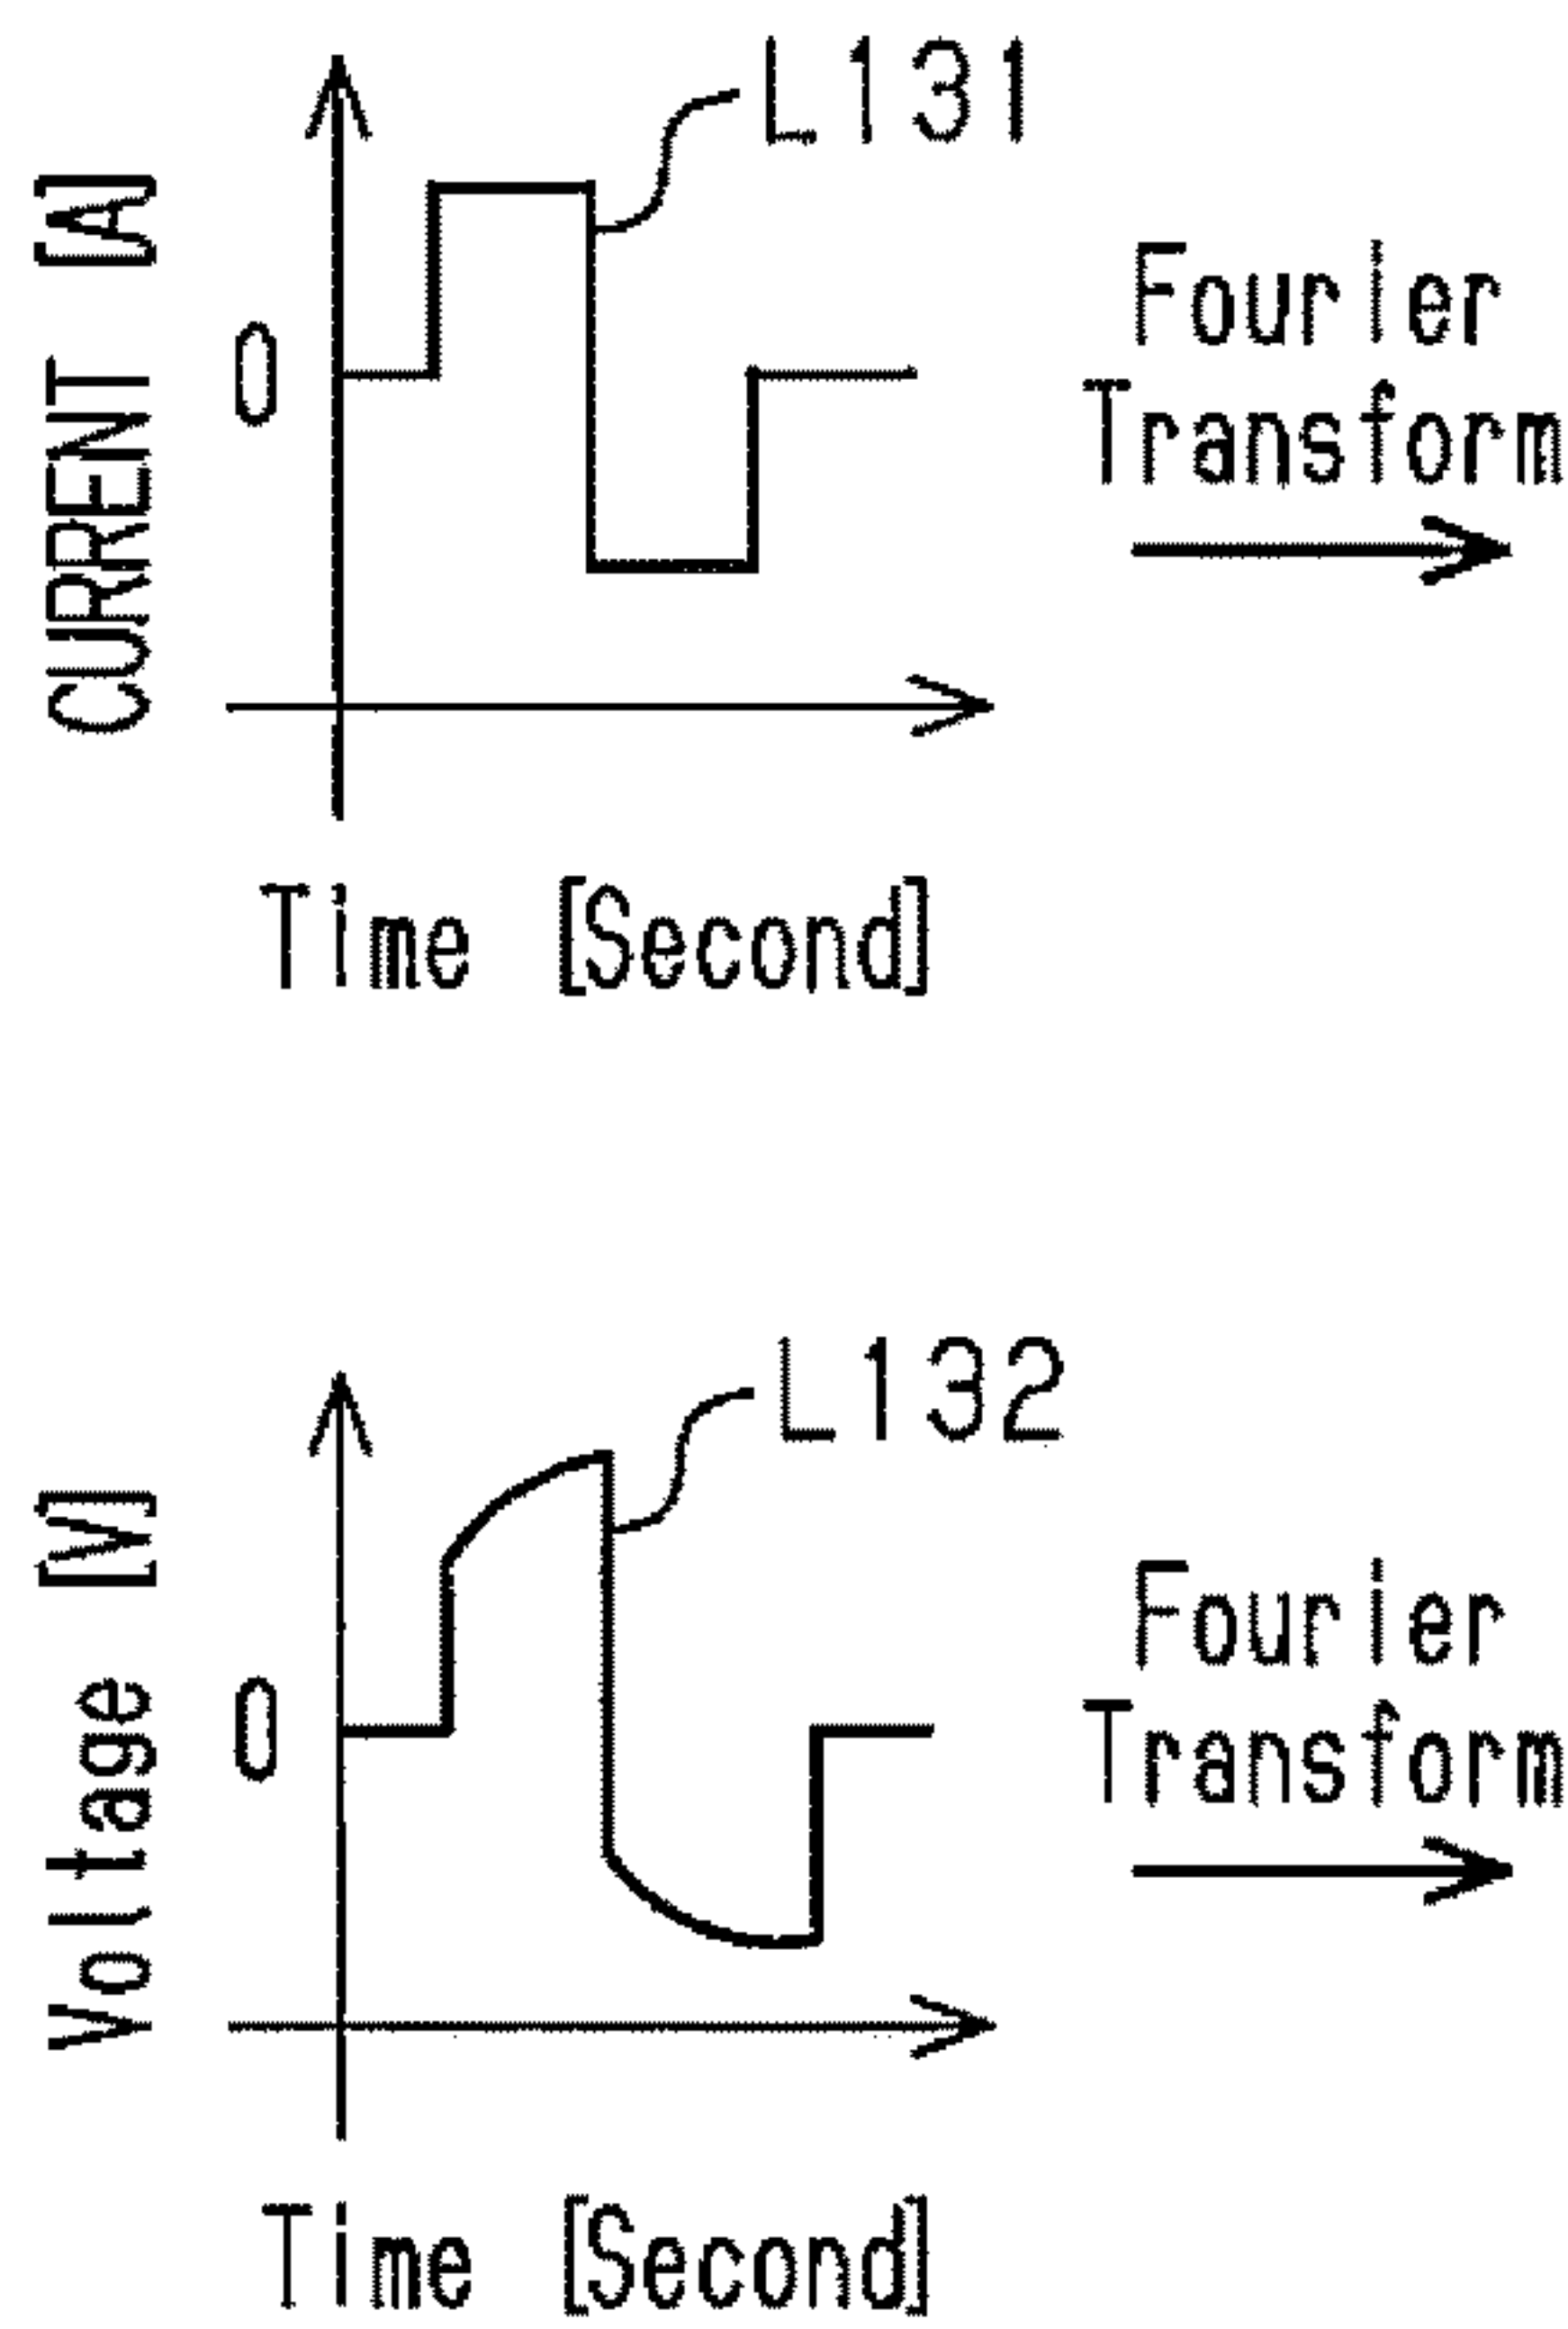 L131
CURRENT [A]
0
Fourier
Transform
Time [Second]
L132
Voltage [V]
0
Fourier
Transform
Time [Second]